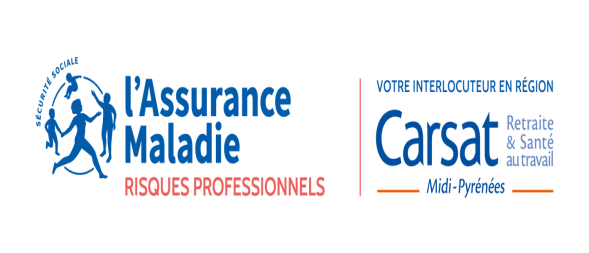 SÉCURITÉ SOCIALE
l'Assurance
Maladie
RISQUES PROFESSIONNELS
VOTRE INTERLOCUTEUR EN RÉGION
Carsat
Retraite
& Santé
au travail
Midi-Pyrénées